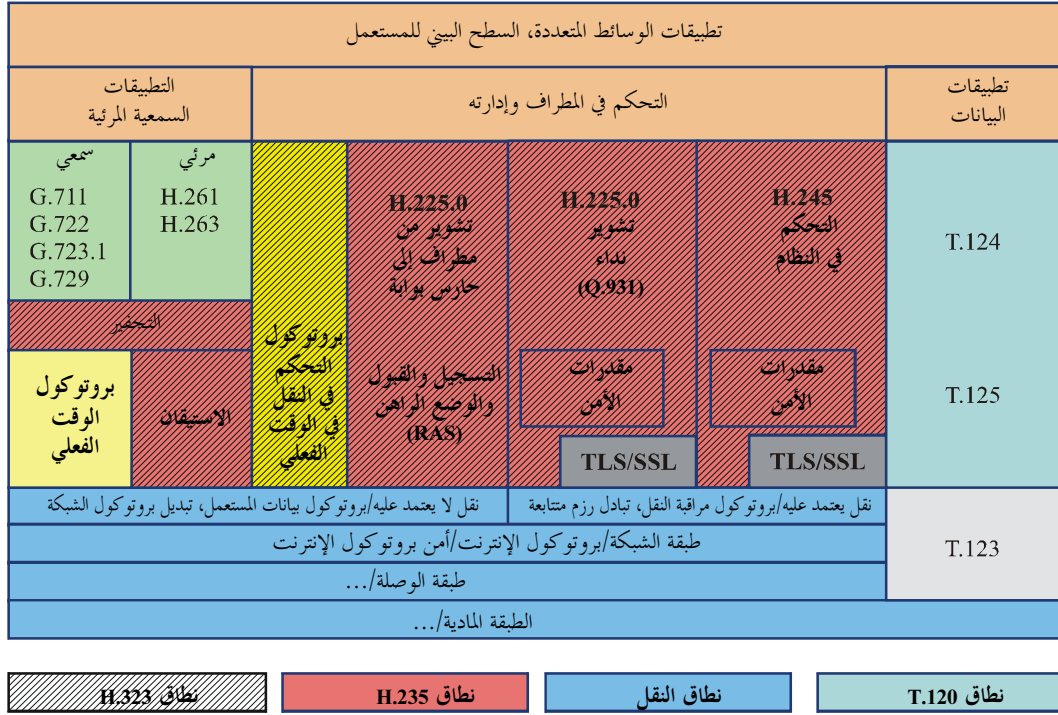 تطبيقات الوسائط المتعددة، السطح البيني للمستعمل
تطبيقات
البيانات
التحكم في المطراف وإدارته
التطبيقات
السمعية المرئية
T.124
T.125
T.123
H.245
التحكم
في النظام
مقدرات
الأمن
TLS/SSL
H.225.0
تشوير
نداء
(Q.931)
مقدرات
الأمن
TLS/SSL
H.225.0
تشوير من
مطراف إلى
حارس بوابة
التسجيل والقبول
والوضع الراهن
(RAS)
بروتوكول
التحكم
في النقل
في الوقت
الفعلي
مرئي
H.261
H.263
سمعي
G.711
G.722
G.723.1
G.729
التجفير
الاستيقان
بروتوكول
الوقت
الفعلي
نقل يعتمد عليه/بروتوكول مراقبة النقل، تبادل رزم متتابعة
نقل لا يعتمد عليه/بروتوكول بيانات المستعمل، تبديل بروتوكول الشبكة
طبقة الشبكة/بروتوكول الإنترنت/أمن بروتوكول الإنترنت
طبقة الوصلة/...
الطبقة المادية/...
نطاق T.120
نطاق النقل
نطاق H.235
نطاق H.323